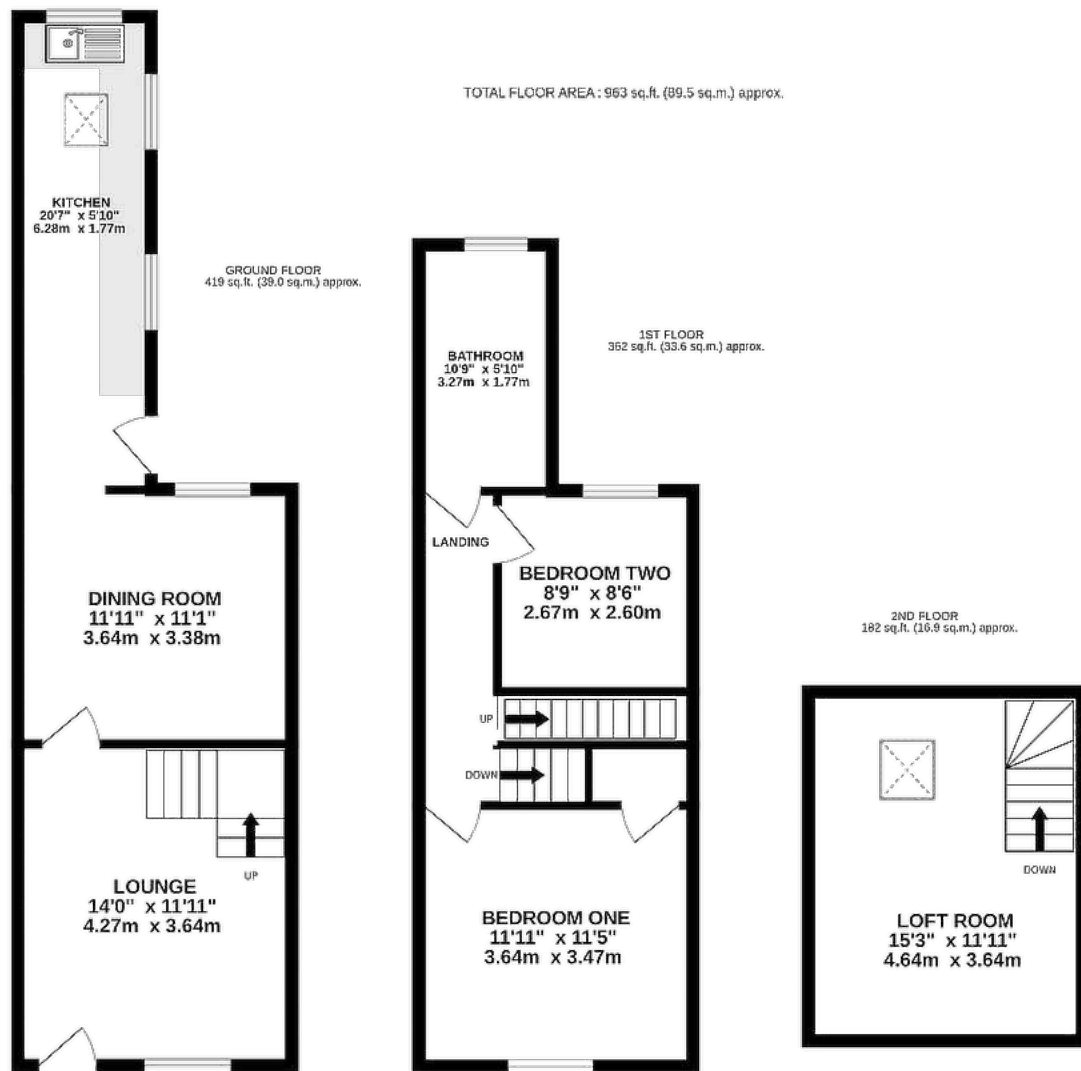 TOTAL FLOOR AREA : 963 sq.ft. (89.5 sq.m.) approx.
GROUND FLOOR
419 sq.ft. (39.0 sq.m.) approx.
KITCHEN
20'7" x 5'10"
6.28m x 1.77m
DINING ROOM
11'11" x 11'1"
3.64m x 3.38m
LOUNGE
14'0" x 11'11"
4.27m x 3.64m
UP
1ST FLOOR
362 sq.ft. (33.6 sq.m.) approx.
BATHROOM
10'9" x 5'10"
3.27m x 1.77m
LANDING
BEDROOM TWO
8'9" x 8'6"
2.67m x 2.60m
UP
DOWN
BEDROOM ONE
11'11" x 11'5"
3.64m x 3.47m
2ND FLOOR
182 sq.ft. (16.9 sq.m.) approx.
DOWN
LOFT ROOM
15'3" x 11'11"
4.64m x 3.64m